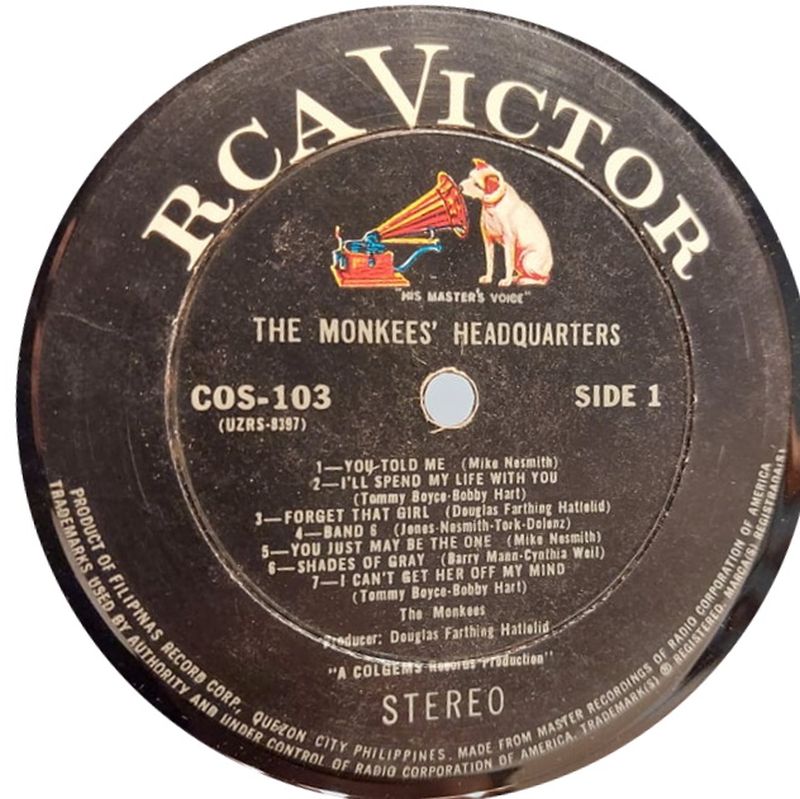 RCA VICTOR
"HIS MASTER'S VOICE"
THE MONKEES' HEADQUARTERS
COS-103
(UZRS-8397)
SIDE 1
1—YOU TOLD ME (Mike Nesmith)
2—I'LL SPEND MY LIFE WITH YOU
(Tommy Boyce-Bobby Hart)
3—FORGET THAT GIRL (Douglas Farthing Hatlelid)
4—BAND 6 (Jones-Nesmith-Tork-Dolenz)
5—YOU JUST MAY BE THE ONE (Mike Nesmith)
6—SHADES OF GRAY (Barry Mann-Cynthia Weil)
7—I CAN'T GET HER OFF MY MIND
(Tommy Boyce-Bobby Hart)
The Monkees
Producer: Douglas Farthing Hatlelid
"A COLGEMS Records Production"
STEREO
PRODUCT OF FILIPINAS RECORD CORP., QUEZON CITY PHILIPPINES. MADE FROM MASTER RECORDINGS OF RADIO CORPORATION OF AMERICA
TRADEMARKS USED BY AUTHORITY AND UNDER CONTROL OF RADIO CORPORATION OF AMERICA. TRADEMARK(S) ® REGISTERED. MARCA(S) REGISTRADA(S)